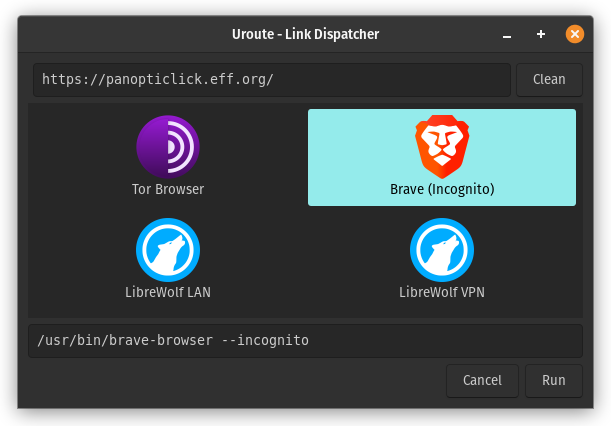 Uroute - Link Dispatcher
https://panopticlick.eff.org/ Clean
Tor Browser Brave (Incognito)
LibreWolf LAN LibreWolf VPN
/usr/bin/brave-browser --incognito
Cancel Run